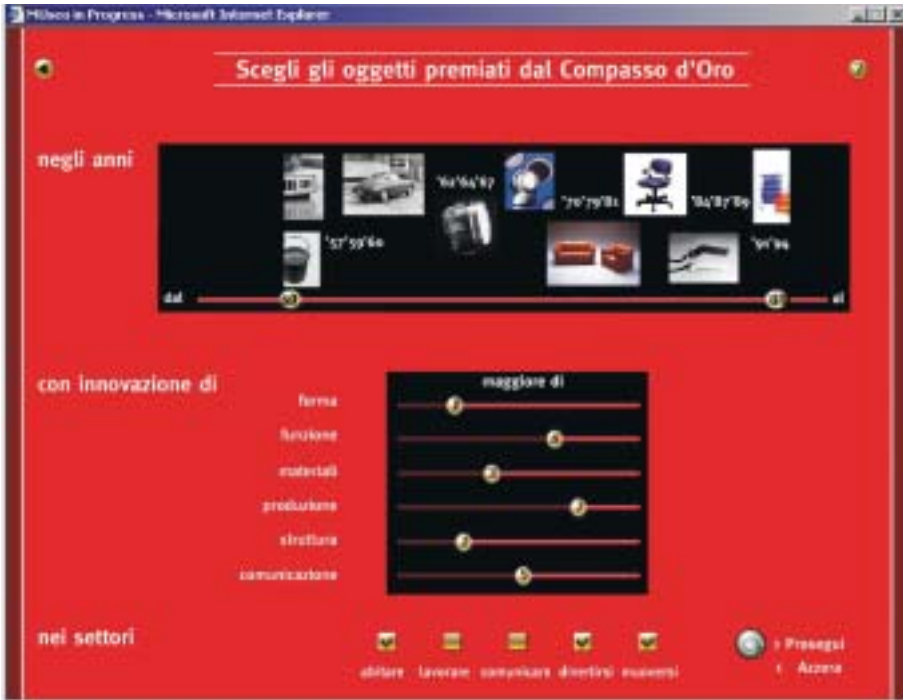 MUseo in Progress - Microsoft Internet Explorer
Scegli gli oggetti premiati dal Compasso d'Oro
negli anni
'62'64'67
'70'79'81
'84'87'89
'57'59'60
'91'94
dal
al
con innovazione di
maggiore di
forma
funzione
materiali
produzione
struttura
comunicazione
nei settori
abitare lavorare comunicare divertirsi muoversi
› Prosegui
‹ Azzera